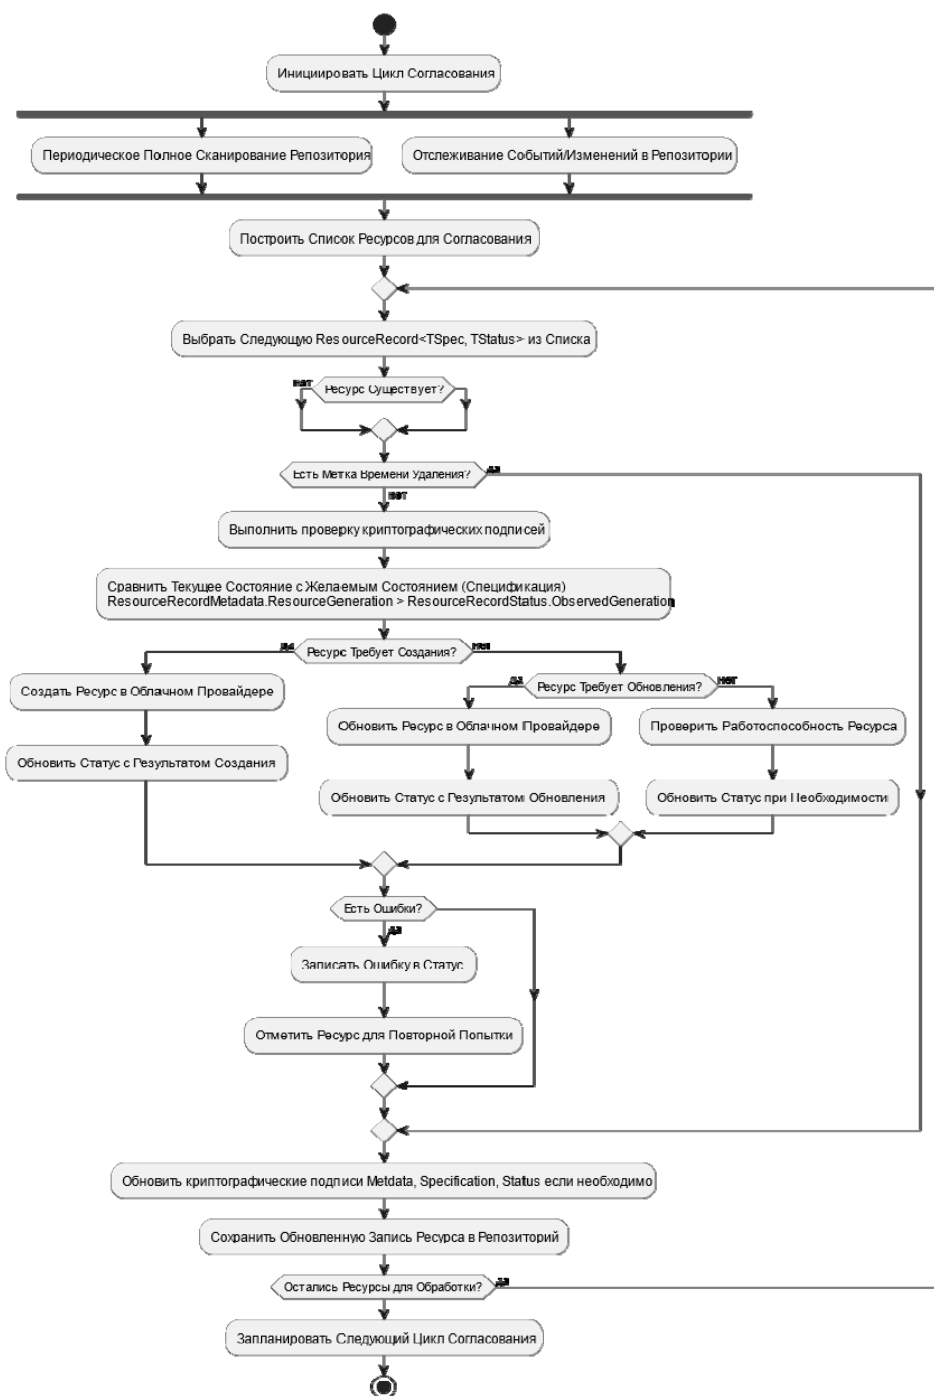 Инициировать Цикл Согласования
Периодическое Полное Сканирование Репозитория
Отслеживание Событий/Изменений в Репозитории
Построить Список Ресурсов для Согласования
Выбрать Следующую ResourceRecord<TSpec, TStatus> из Списка
нет
Ресурс Существует?
Есть Метка Времени Удаления?
да
нет
Выполнить проверку криптографических подписей
Сравнить Текущее Состояние с Желаемым Состоянием (Спецификация)
ResourceRecordMetadata.ResourceGeneration > ResourceRecordStatus.ObservedGeneration
да
Ресурс Требует Создания?
нет
Создать Ресурс в Облачном Провайдере
да
Ресурс Требует Обновления?
нет
Обновить Ресурс в Облачном Провайдере
Проверить Работоспособность Ресурса
Обновить Статус с Результатом Создания
Обновить Статус с Результатом Обновления
Обновить Статус при Необходимости
Есть Ошибки?
да
Записать Ошибку в Статус
Отметить Ресурс для Повторной Попытки
Обновить криптографические подписи Metdata, Specification, Status если необходимо
Сохранить Обновленную Запись Ресурса в Репозиторий
Остались Ресурсы для Обработки?
да
Запланировать Следующий Цикл Согласования